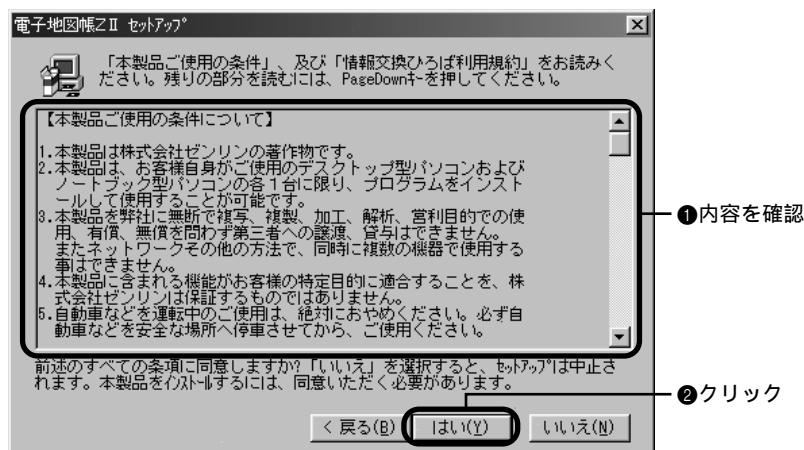 電子地図帳ZⅡ ｾｯﾄｱｯﾌﾟ
「本製品ご使用の条件」、及び「情報交換ひろば利用規約」をお読みく
ださい。残りの部分を読むには、PageDownｷｰを押してください。
【本製品ご使用の条件について】
1.本製品は株式会社ゼンリンの著作物です。
2.本製品は、お客様自身がご使用のデスクトップ型パソコンおよび
ノートブック型パソコンの各１台に限り、プログラムをインスト
ールして使用することが可能です。
3.本製品を弊社に無断で複写、複製、加工、解析、営利目的での使
用、有償、無償を問わず第三者への譲渡、貸与はできません。
またネットワークその他の方法で、同時に複数の機器で使用する
事はできません。
4.本製品に含まれる機能がお客様の特定目的に適合することを、株
式会社ゼンリンは保証するものではありません。
5.自動車などを運転中のご使用は、絶対におやめください。必ず自
動車などを安全な場所へ停車させてから、ご使用ください。
❶内容を確認
前述のすべての条項に同意しますか?「いいえ」を選択すると、ｾｯﾄｱｯﾌﾟは中止さ
れます。本製品をｲﾝｽﾄｰﾙするには、同意いただく必要があります。
❷クリック
< 戻る(B) はい(Y) いいえ(N)